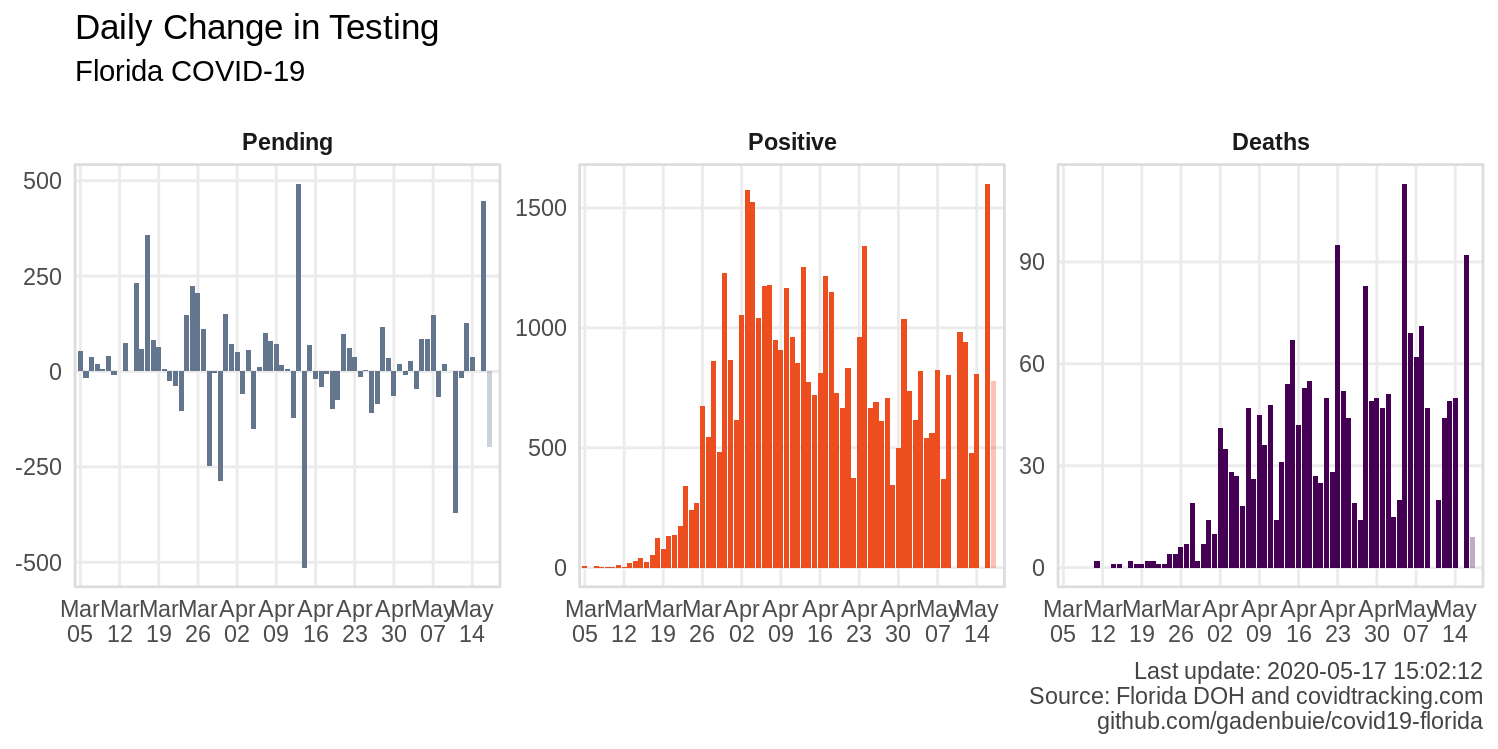 Daily Change in Testing
Florida COVID-19
Pending
Positive
Deaths
500
250
0
-250
-500
1500
1000
500
0
90
60
30
0
Mar Mar Mar Mar Apr Apr Apr Apr Apr May May
05 12 19 26 02 09 16 23 30 07 14
Mar Mar Mar Mar Apr Apr Apr Apr Apr May May
05 12 19 26 02 09 16 23 30 07 14
Mar Mar Mar Mar Apr Apr Apr Apr Apr May May
05 12 19 26 02 09 16 23 30 07 14
Last update: 2020-05-17 15:02:12
Source: Florida DOH and covidtracking.com
github.com/gadenbuie/covid19-florida